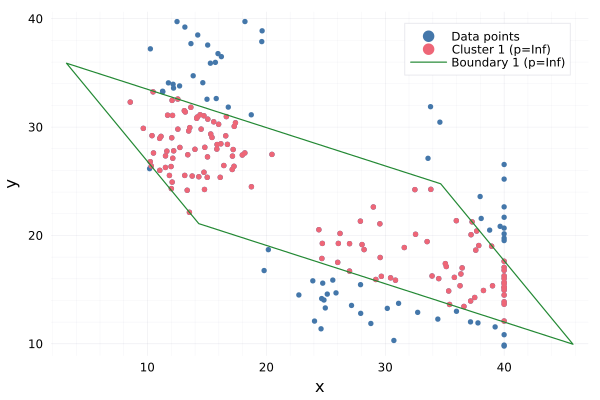 40
Data points
Cluster 1 (p=Inf)
Boundary 1 (p=Inf)
30
y
20
10
10 20 30 40
x